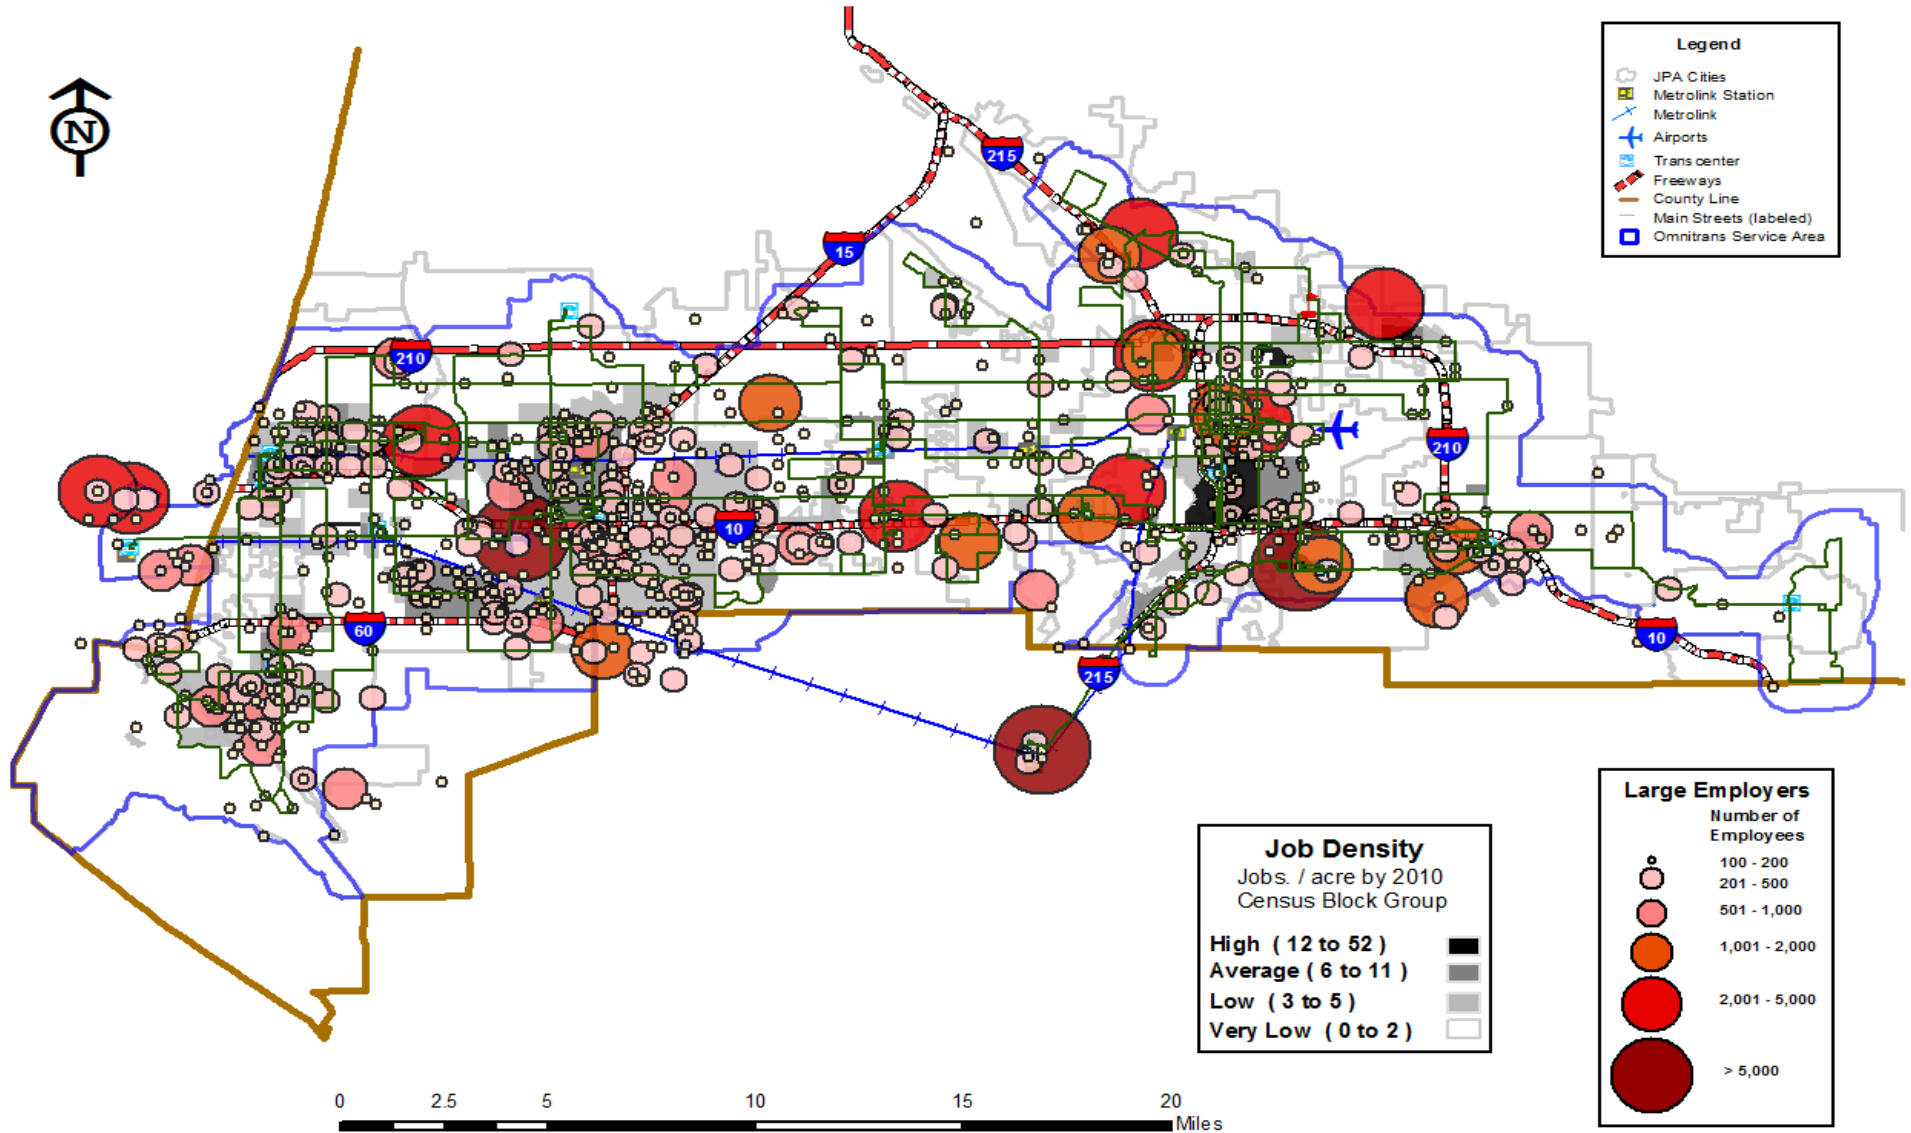 N
215
15
210
210
10
60
10
215
Legend
JPA Cities
Metrolink Station
Metrolink
Airports
Trans center
Freeways
County Line
Main Streets (labeled)
Omnitrans Service Area
Job Density
Jobs. / acre by 2010
Census Block Group
High ( 12 to 52 )
Average ( 6 to 11 )
Low ( 3 to 5 )
Very Low ( 0 to 2 )
Large Employers
Number of
Employees
100 - 200
201 - 500
501 - 1,000
1,001 - 2,000
2,001 - 5,000
> 5,000
0 2.5 5 10 15 20
Miles